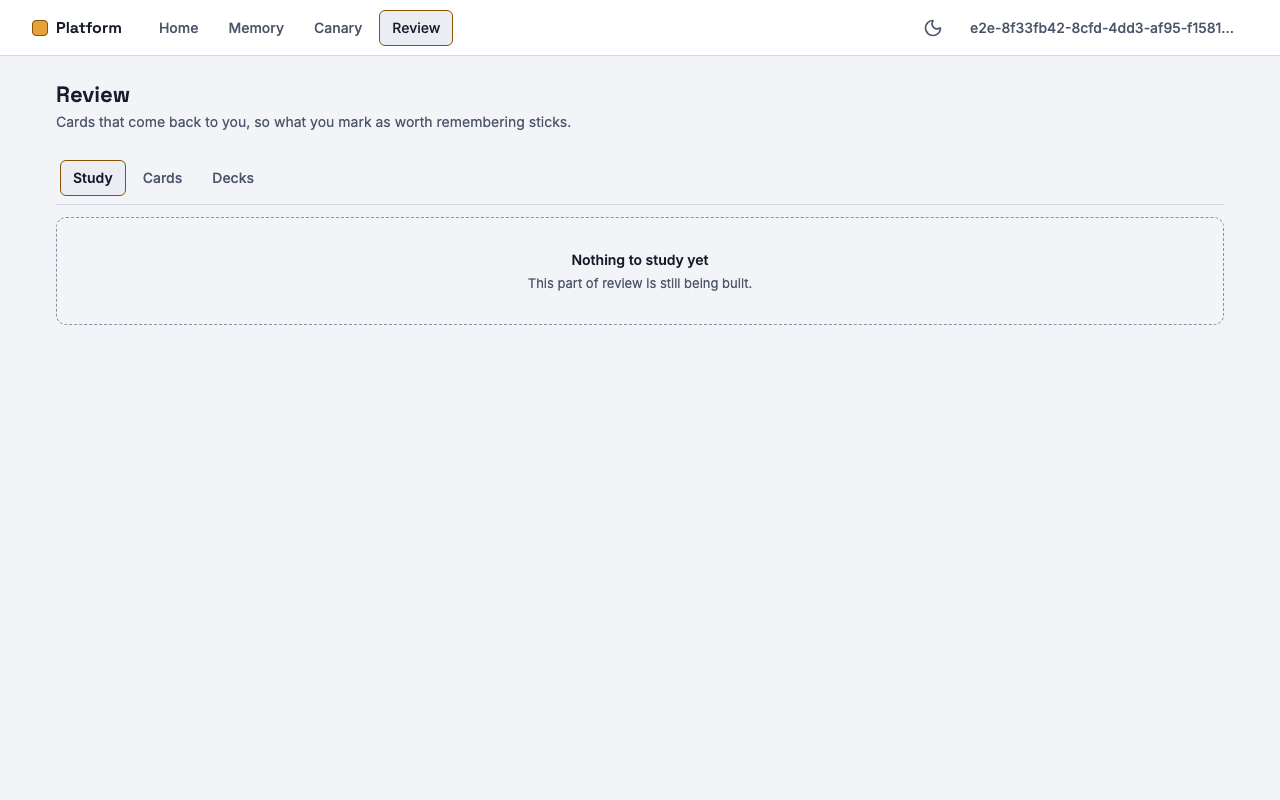 Platform
Home
Memory
Canary
Review
e2e-8f33fb42-8cfd-4dd3-af95-f1581...
Review
Cards that come back to you, so what you mark as worth remembering sticks.
Study
Cards
Decks
Nothing to study yet
This part of review is still being built.